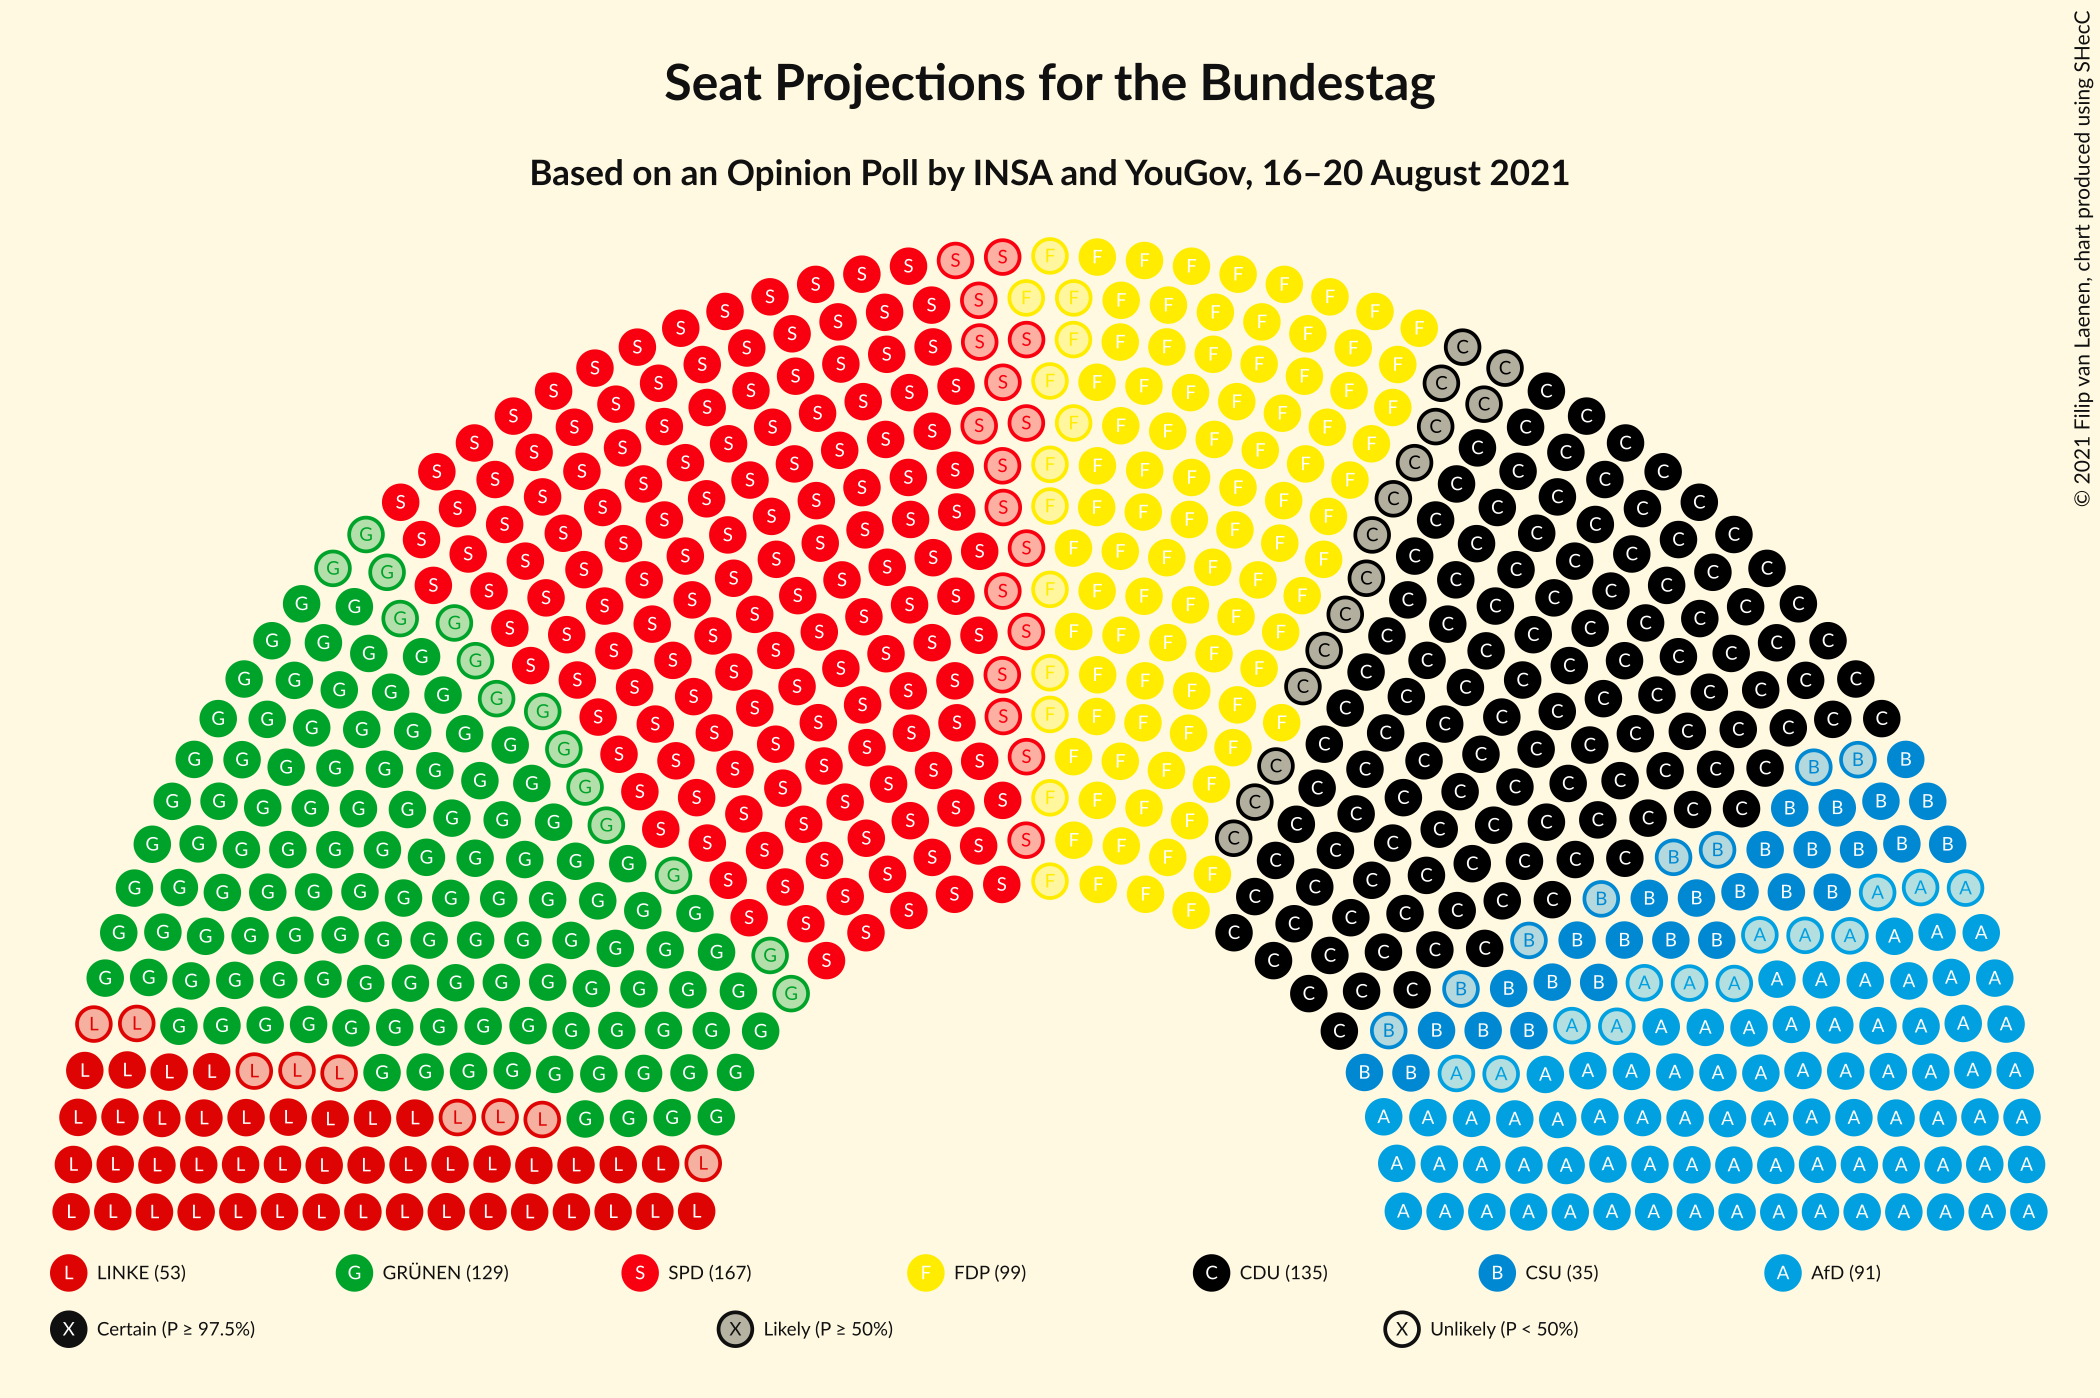 Seat Projections for the Bundestag
Based on an Opinion Poll by INSA and YouGov, 16–20 August 2021
© 2021 Filip van Laenen, chart produced using SHecC
L LINKE (53) G GRÜNEN (129) S SPD (167) F FDP (99) C CDU (135) B CSU (35) A AfD (91)
X Certain (P ≥ 97.5%) X Likely (P ≥ 50%) X Unlikely (P < 50%)